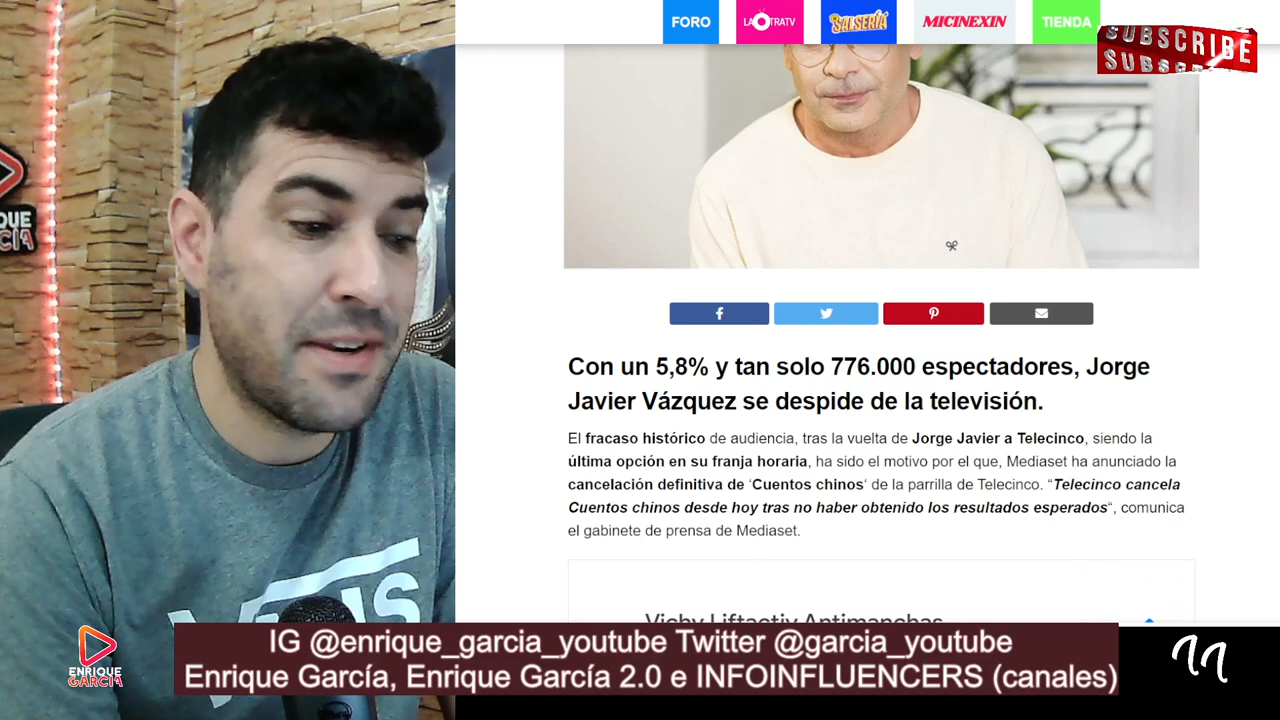 FORO
LA OTRATV
SALSERÍA
MICINEXIN
TIENDA
SUBSCRIBE
QUE
Con un 5,8% y tan solo 776.000 espectadores, Jorge
Javier Vázquez se despide de la televisión.
El fracaso histórico de audiencia, tras la vuelta de Jorge Javier a Telecinco, siendo la
última opción en su franja horaria, ha sido el motivo por el que, Mediaset ha anunciado la
cancelación definitiva de ‘Cuentos chinos‘ de la parrilla de Telecinco. “Telecinco cancela
Cuentos chinos desde hoy tras no haber obtenido los resultados esperados“, comunica
el gabinete de prensa de Mediaset.
Vichy Liftactiv Antimanchas
VANS
IG @enrique_garcia_youtube Twitter @garcia_youtube
Enrique García, Enrique García 2.0 e INFOINFLUENCERS (canales)
ENRIQUE
GARCÍA